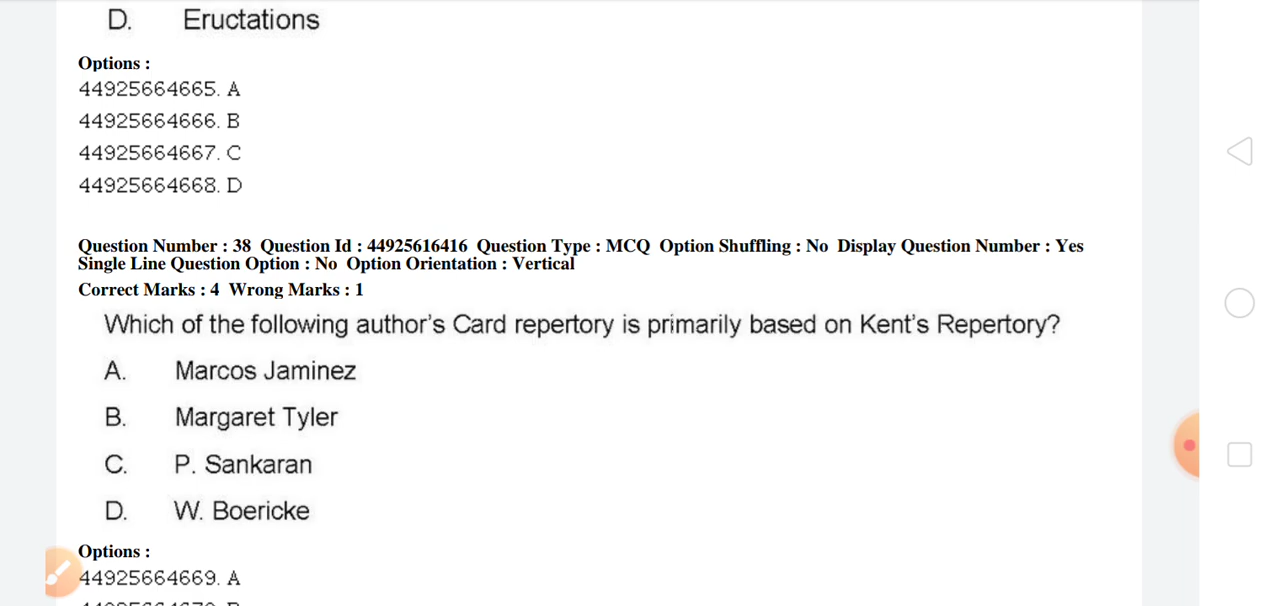 D. Eructations
Options :
44925664665. A
44925664666. B
44925664667. C
44925664668. D
Question Number : 38 Question Id : 44925616416 Question Type : MCQ Option Shuffling : No Display Question Number : Yes
Single Line Question Option : No Option Orientation : Vertical
Correct Marks : 4 Wrong Marks : 1
Which of the following author's Card repertory is primarily based on Kent's Repertory?
A. Marcos Jaminez
B. Margaret Tyler
C. P. Sankaran
D. W. Boericke
Options :
44925664669. A